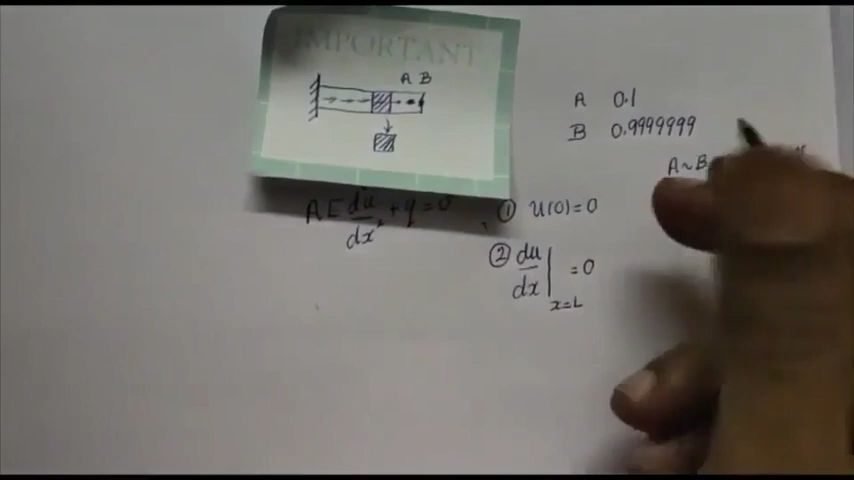 IMPORTANT
A B
A 0.1
B 0.9999999
A ~ B
AE d²u/dx² + q = 0
① u(0) = 0
② du/dx |x=L = 0